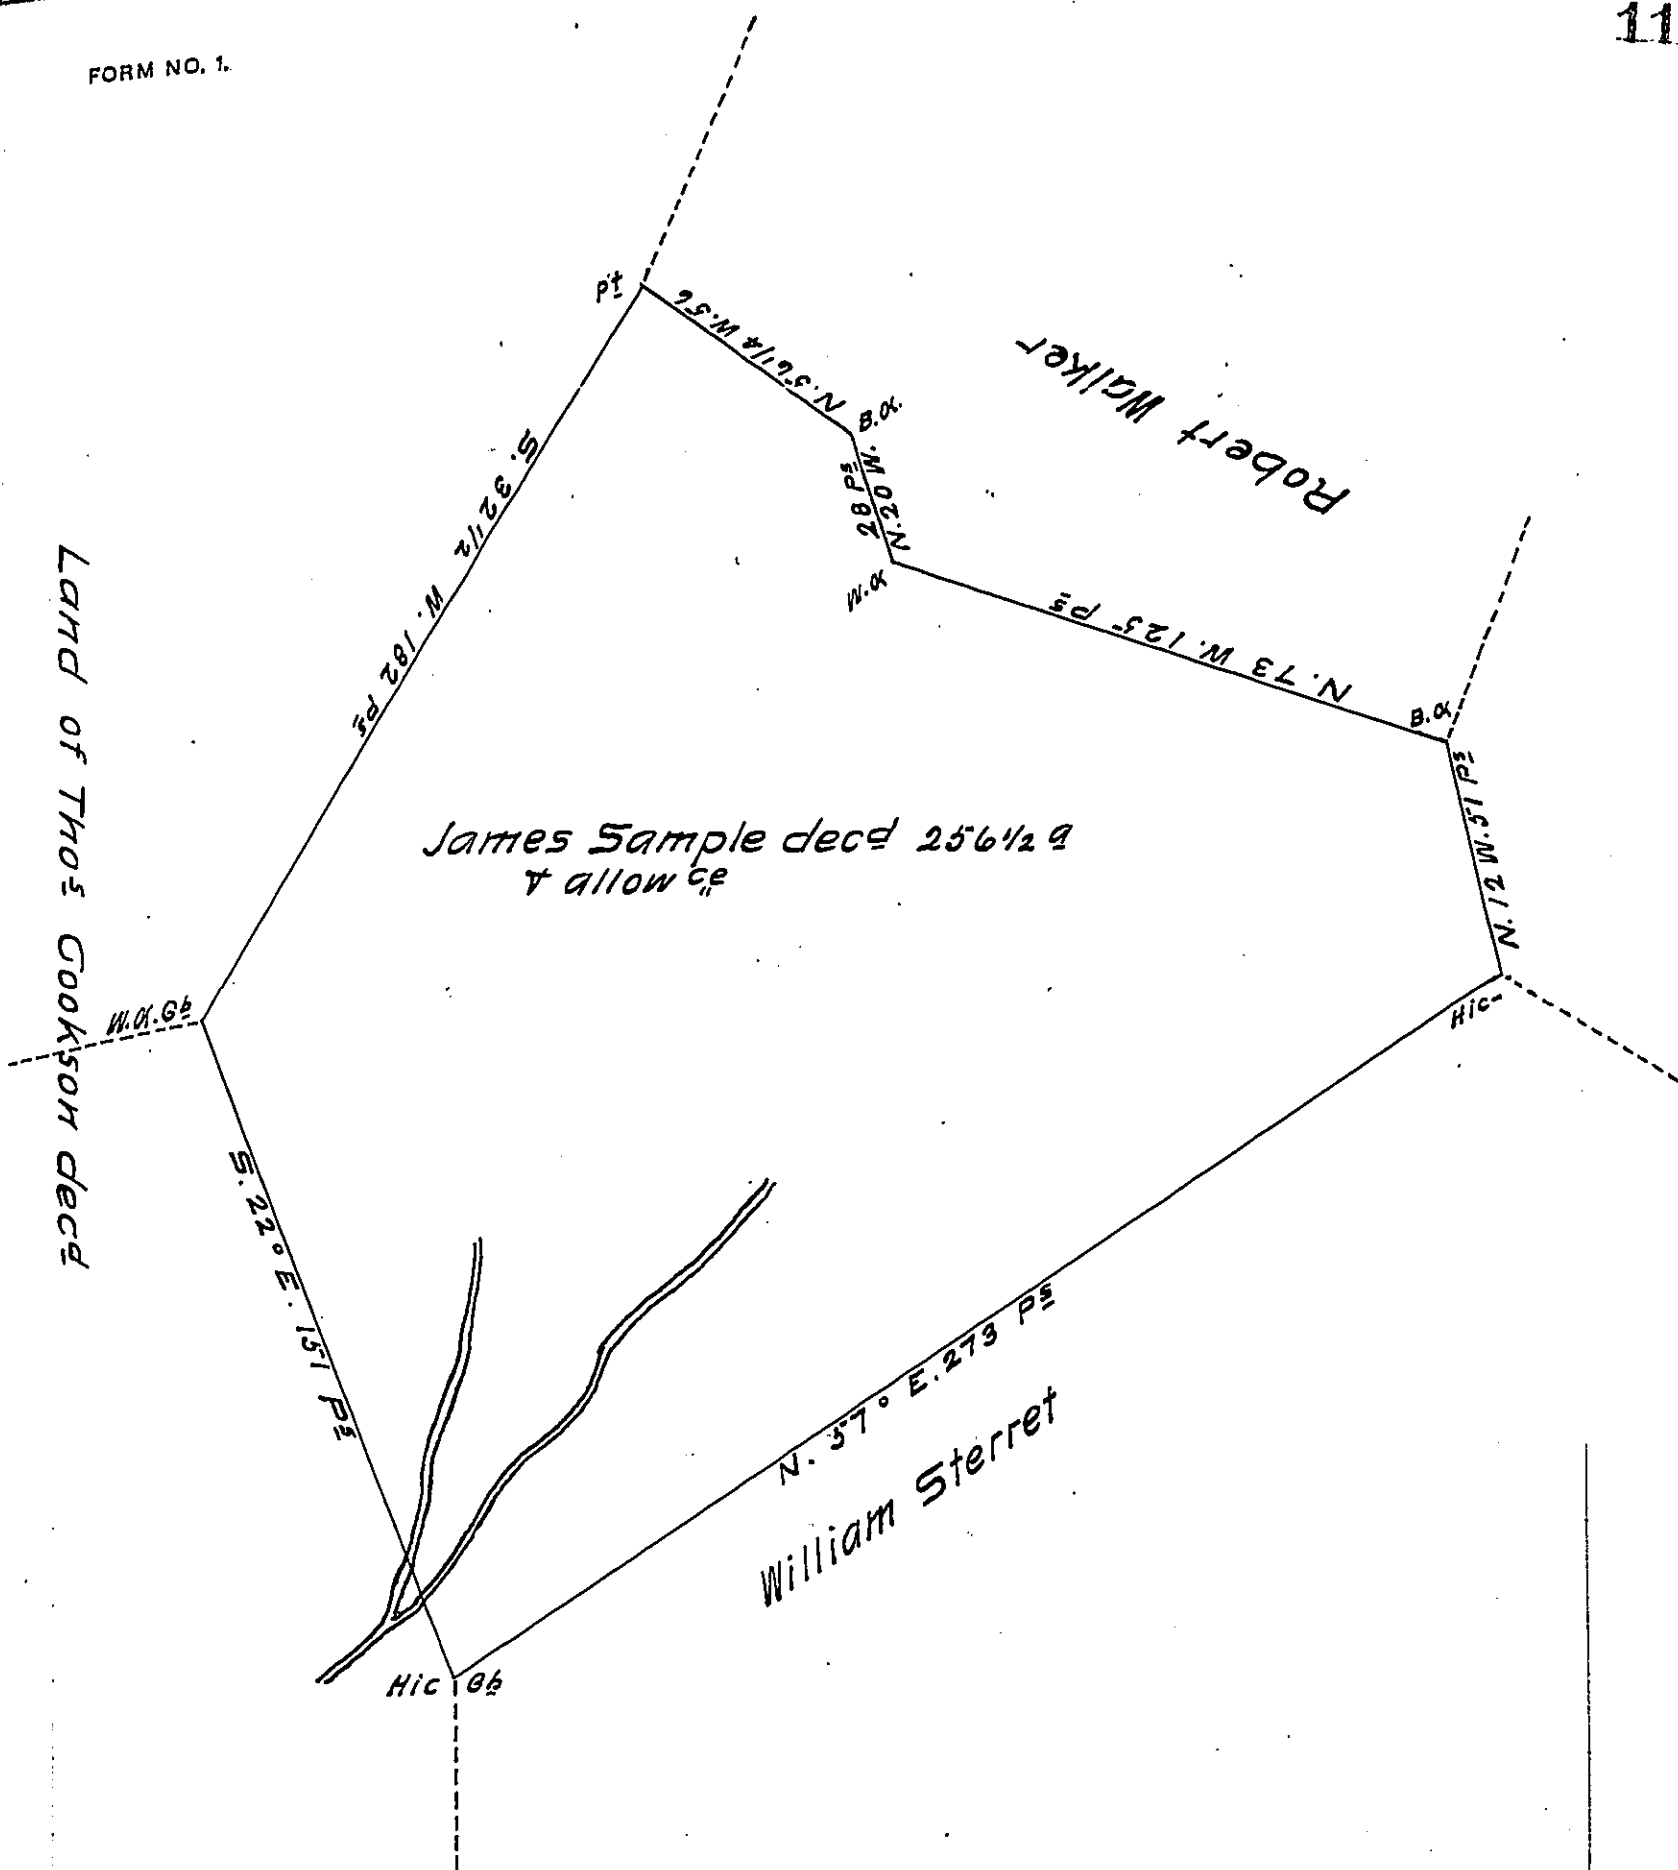 11
FORM NO. 1.
Pt
N. 56 1/4 W. 56
B.O.
N. 20 W.
28 Ps
W.O
Robert Walker
N. 73 W. 125 Ps
B.O
N. 12 W. 51 Ps
Hic-
S. 32 1/2 W. 182 Ps
Land of Thos Cookson decd
James Sample decd 256 1/2 a
& allow ce
W.O. Gb
S. 22° E. 151 Ps
N. 57° E. 273 Ps
William Sterret
Hic Gb